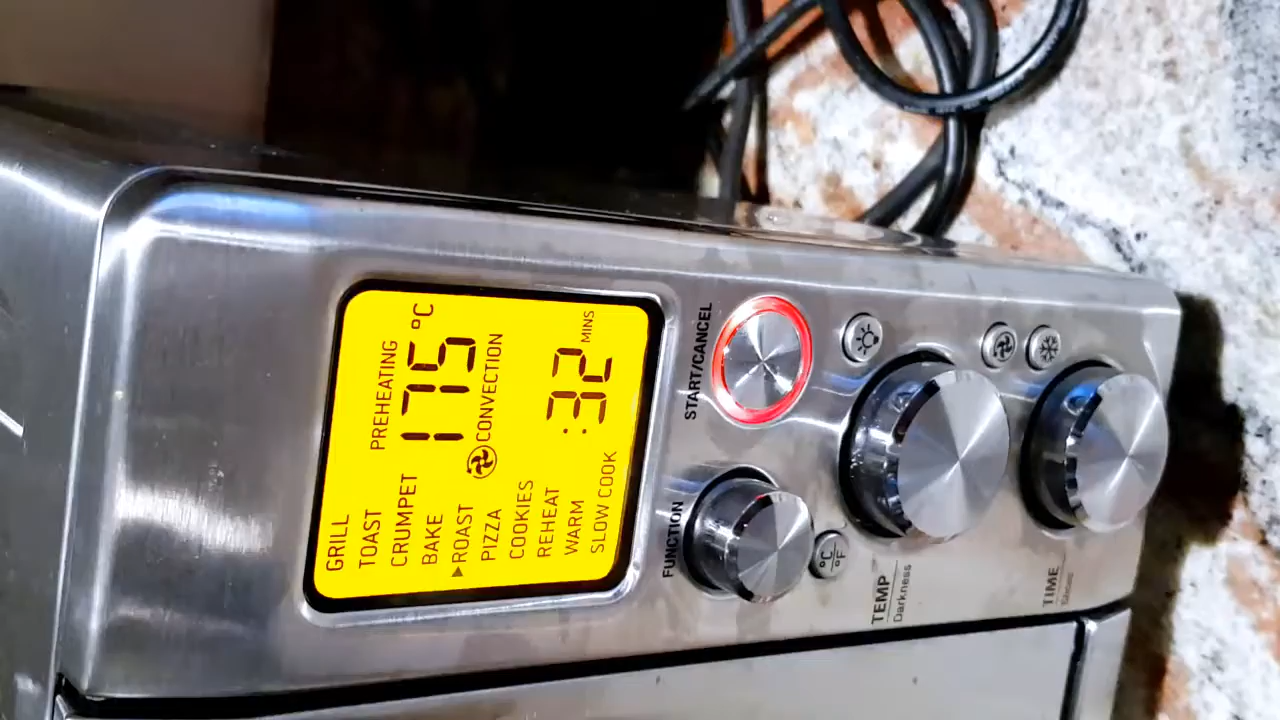 GRILL
TOAST
CRUMPET
BAKE
▶ROAST
PIZZA
COOKIES
REHEAT
WARM
SLOW COOK
PREHEATING
175 °C
CONVECTION
:32 MINS
START/CANCEL
FUNCTION
°C
°F
TEMP
Darkness
TIME